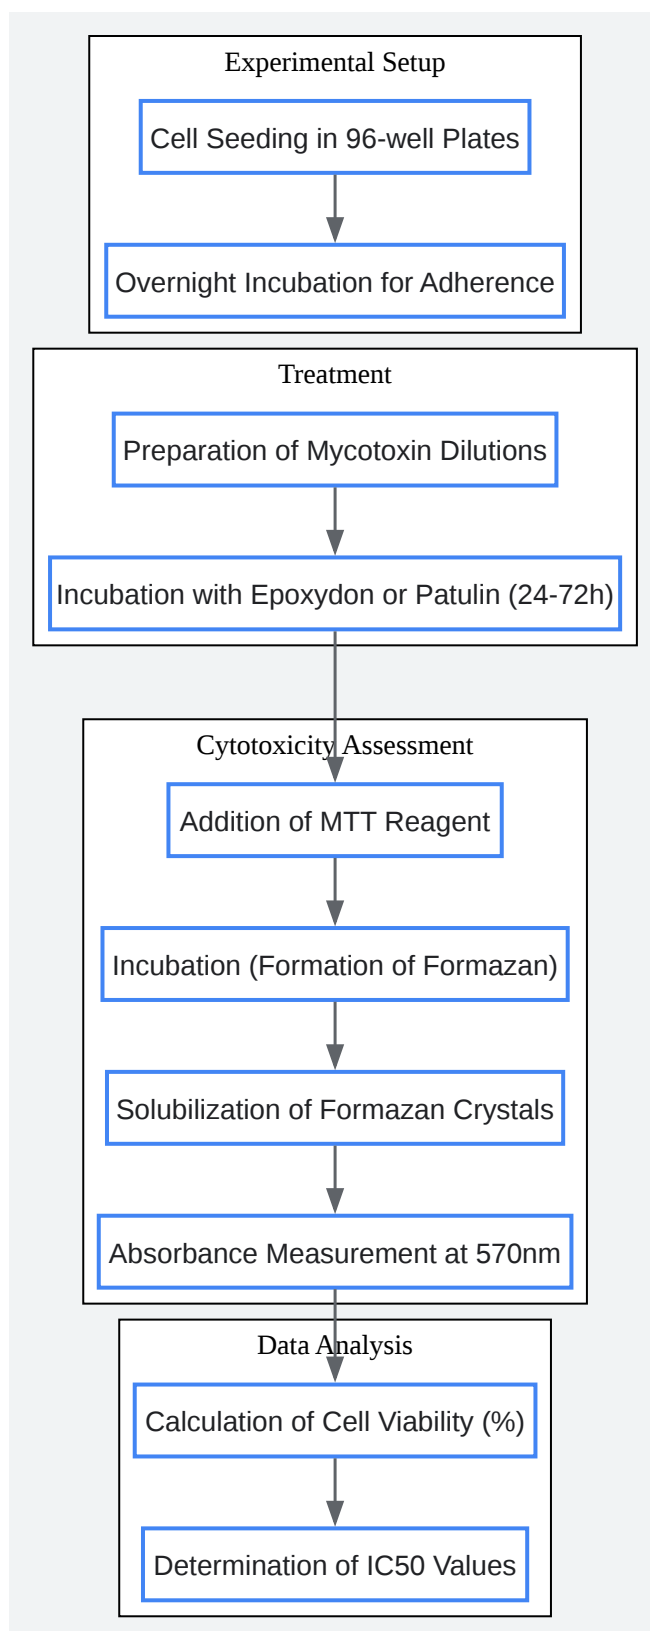 Experimental Setup
Cell Seeding in 96-well Plates
Overnight Incubation for Adherence
Treatment
Preparation of Mycotoxin Dilutions
Incubation with Epoxydon or Patulin (24-72h)
Cytotoxicity Assessment
Addition of MTT Reagent
Incubation (Formation of Formazan)
Solubilization of Formazan Crystals
Absorbance Measurement at 570nm
Data Analysis
Calculation of Cell Viability (%)
Determination of IC50 Values